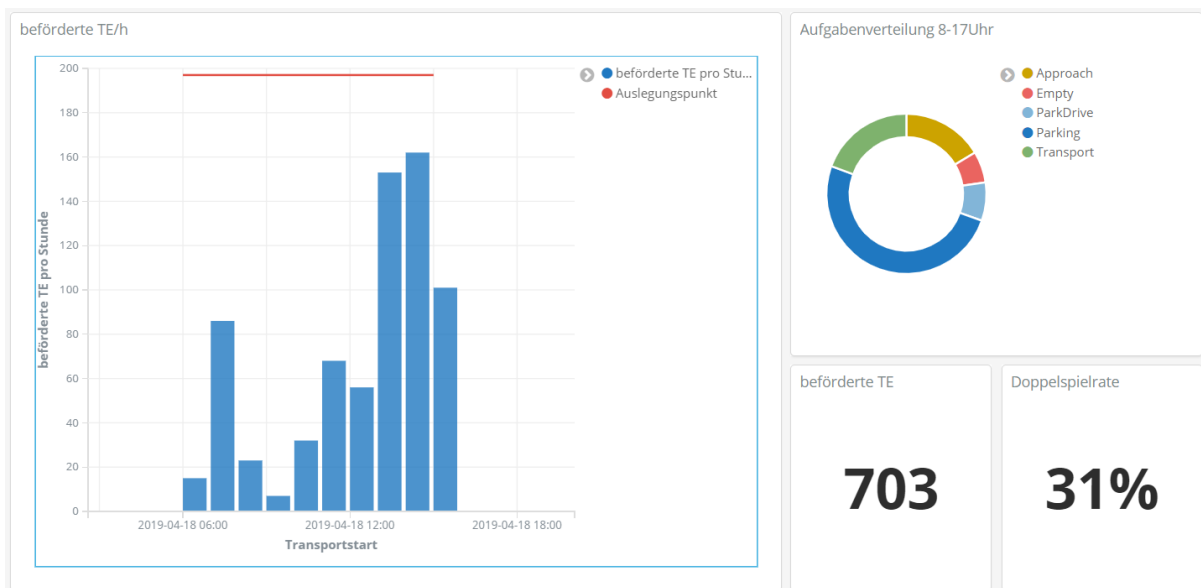 beförderte TE/h
beförderte TE pro Stu...
Auslegungspunkt
200
180
160
140
120
100
80
60
40
20
0
beförderte TE pro Stunde
2019-04-18 06:00
2019-04-18 12:00
2019-04-18 18:00
Transportstart
Aufgabenverteilung 8-17Uhr
Approach
Empty
ParkDrive
Parking
Transport
beförderte TE
703
Doppelspielrate
31%